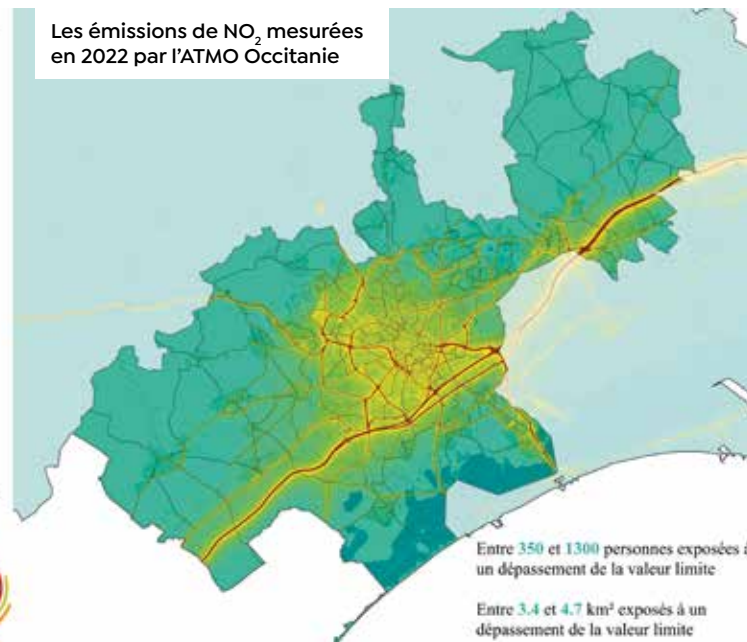 Les émissions de NO₂ mesurées
en 2022 par l'ATMO Occitanie
Entre 350 et 1300 personnes exposées à
un dépassement de la valeur limite
Entre 3.4 et 4.7 km² exposés à un
dépassement de la valeur limite